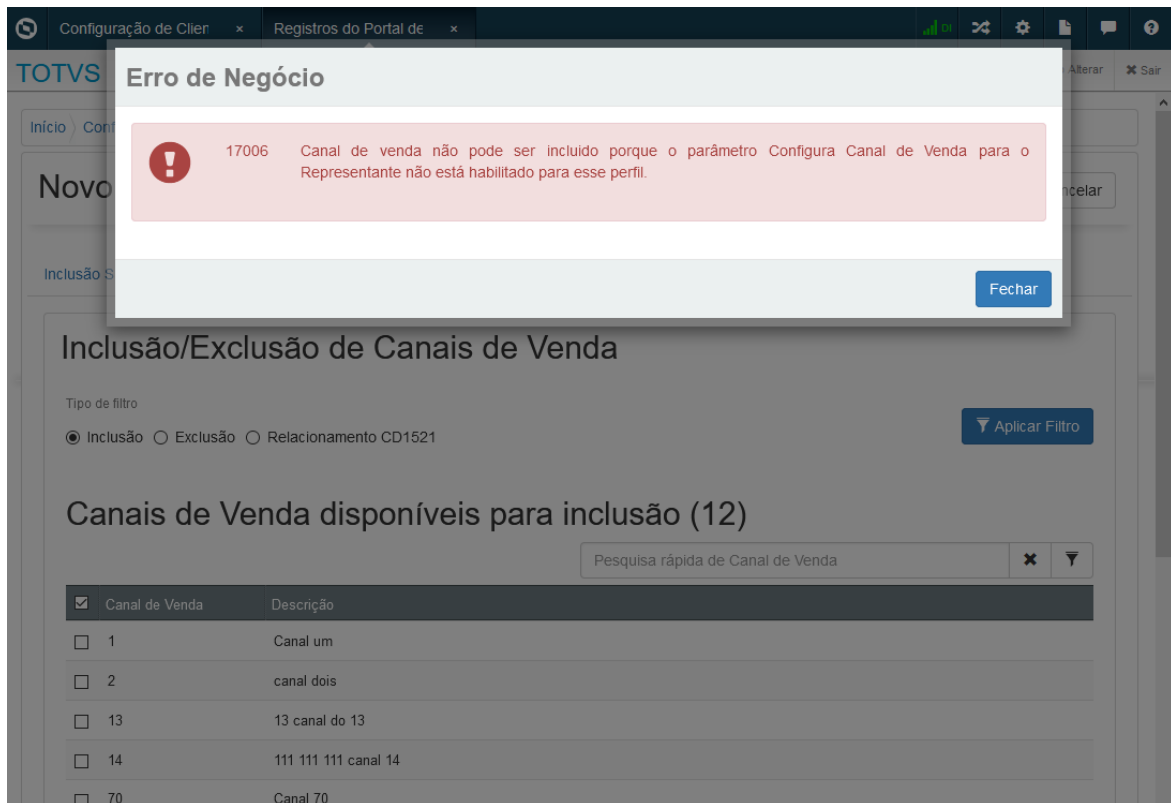 Configuração de Clien × Registros do Portal de × DI
TOTVS Alterar Sair
Início Conf
Erro de Negócio
17006 Canal de venda não pode ser incluido porque o parâmetro Configura Canal de Venda para o
Representante não está habilitado para esse perfil.
Novo ncelar
Inclusão S
Fechar
Inclusão/Exclusão de Canais de Venda
Tipo de filtro
Inclusão Exclusão Relacionamento CD1521
Aplicar Filtro
Canais de Venda disponíveis para inclusão (12)
Pesquisa rápida de Canal de Venda
Canal de Venda Descrição
1 Canal um
2 canal dois
13 13 canal do 13
14 111 111 111 canal 14
70 Canal 70